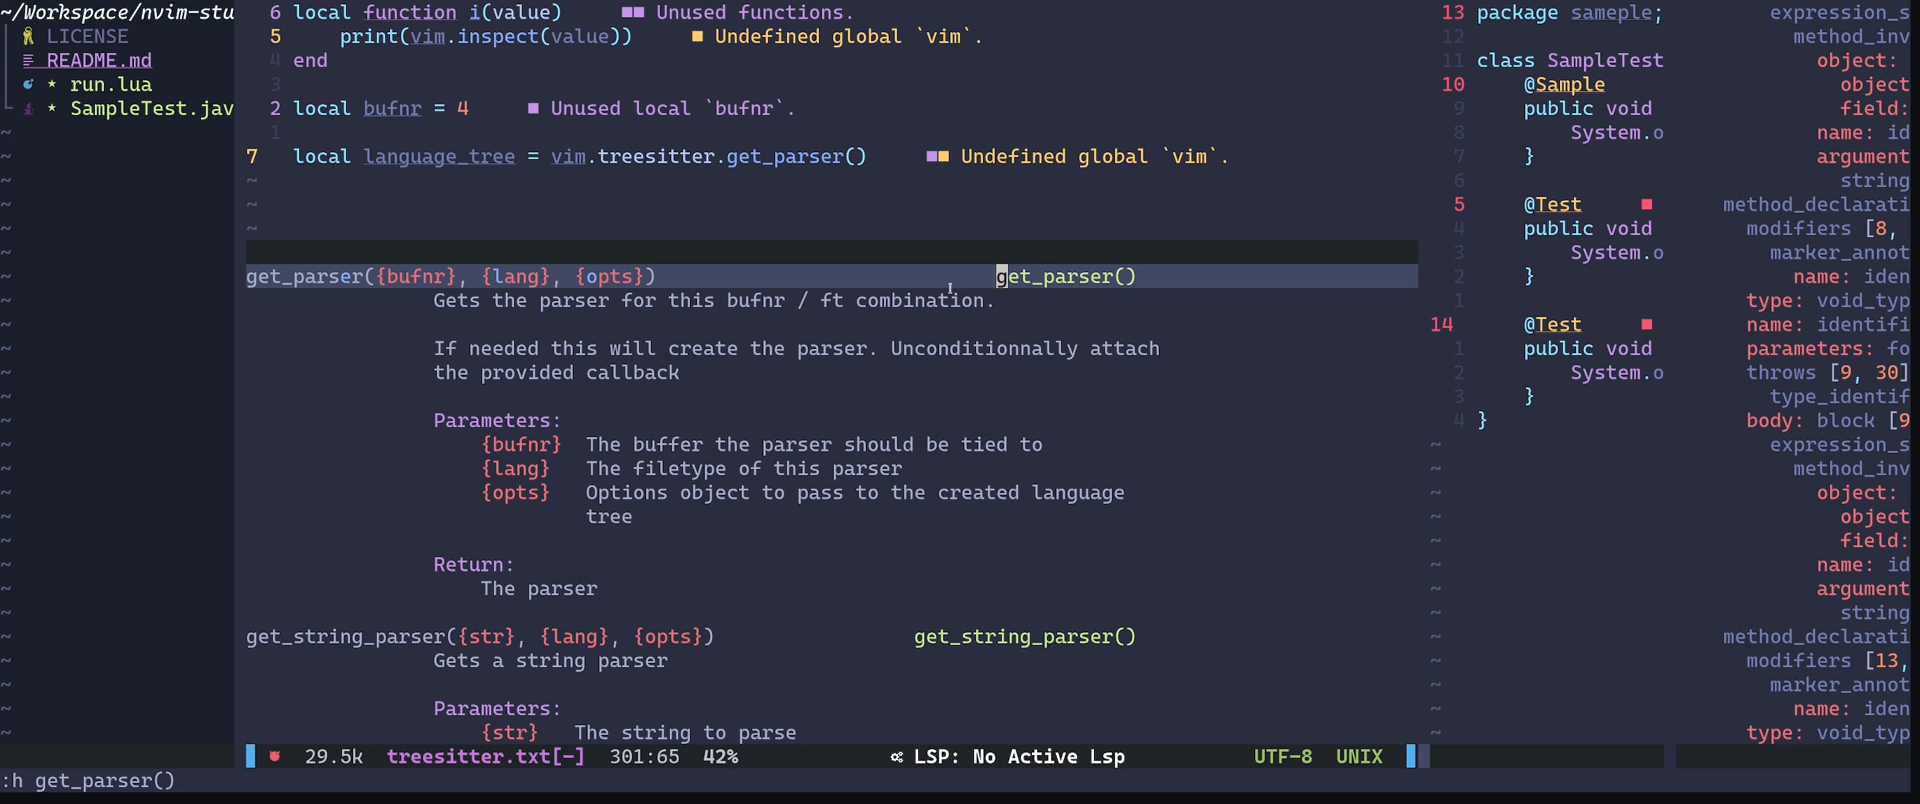 ~/Workspace/nvim-stu
LICENSE
README.md
* run.lua
* SampleTest.jav
6 local function i(value) ■■ Unused functions.
5 print(vim.inspect(value)) ■ Undefined global `vim`.
4 end
3
2 local bufnr = 4 ■ Unused local `bufnr`.
1
7 local language_tree = vim.treesitter.get_parser() ■■ Undefined global `vim`.
~
~
~
get_parser({bufnr}, {lang}, {opts}) get_parser()
Gets the parser for this bufnr / ft combination.
If needed this will create the parser. Unconditionnally attach
the provided callback
Parameters:
{bufnr} The buffer the parser should be tied to
{lang} The filetype of this parser
{opts} Options object to pass to the created language
tree
Return:
The parser
get_string_parser({str}, {lang}, {opts}) get_string_parser()
Gets a string parser
Parameters:
{str} The string to parse
29.5k treesitter.txt[-] 301:65 42% LSP: No Active Lsp UTF-8 UNIX
:h get_parser()
13 package sameple;
12
11 class SampleTest
10 @Sample
9 public void
8 System.o
7 }
6
5 @Test ■
4 public void
3 System.o
2 }
1
14 @Test ■
1 public void
2 System.o
3 }
4 }
expression_s
method_inv
object:
object
field:
name: id
argument
string
method_declarati
modifiers [8,
marker_annot
name: iden
type: void_typ
name: identifi
parameters: fo
throws [9, 30]
type_identif
body: block [9
expression_s
method_inv
object:
object
field:
name: id
argument
string
method_declarati
modifiers [13,
marker_annot
name: iden
type: void_typ